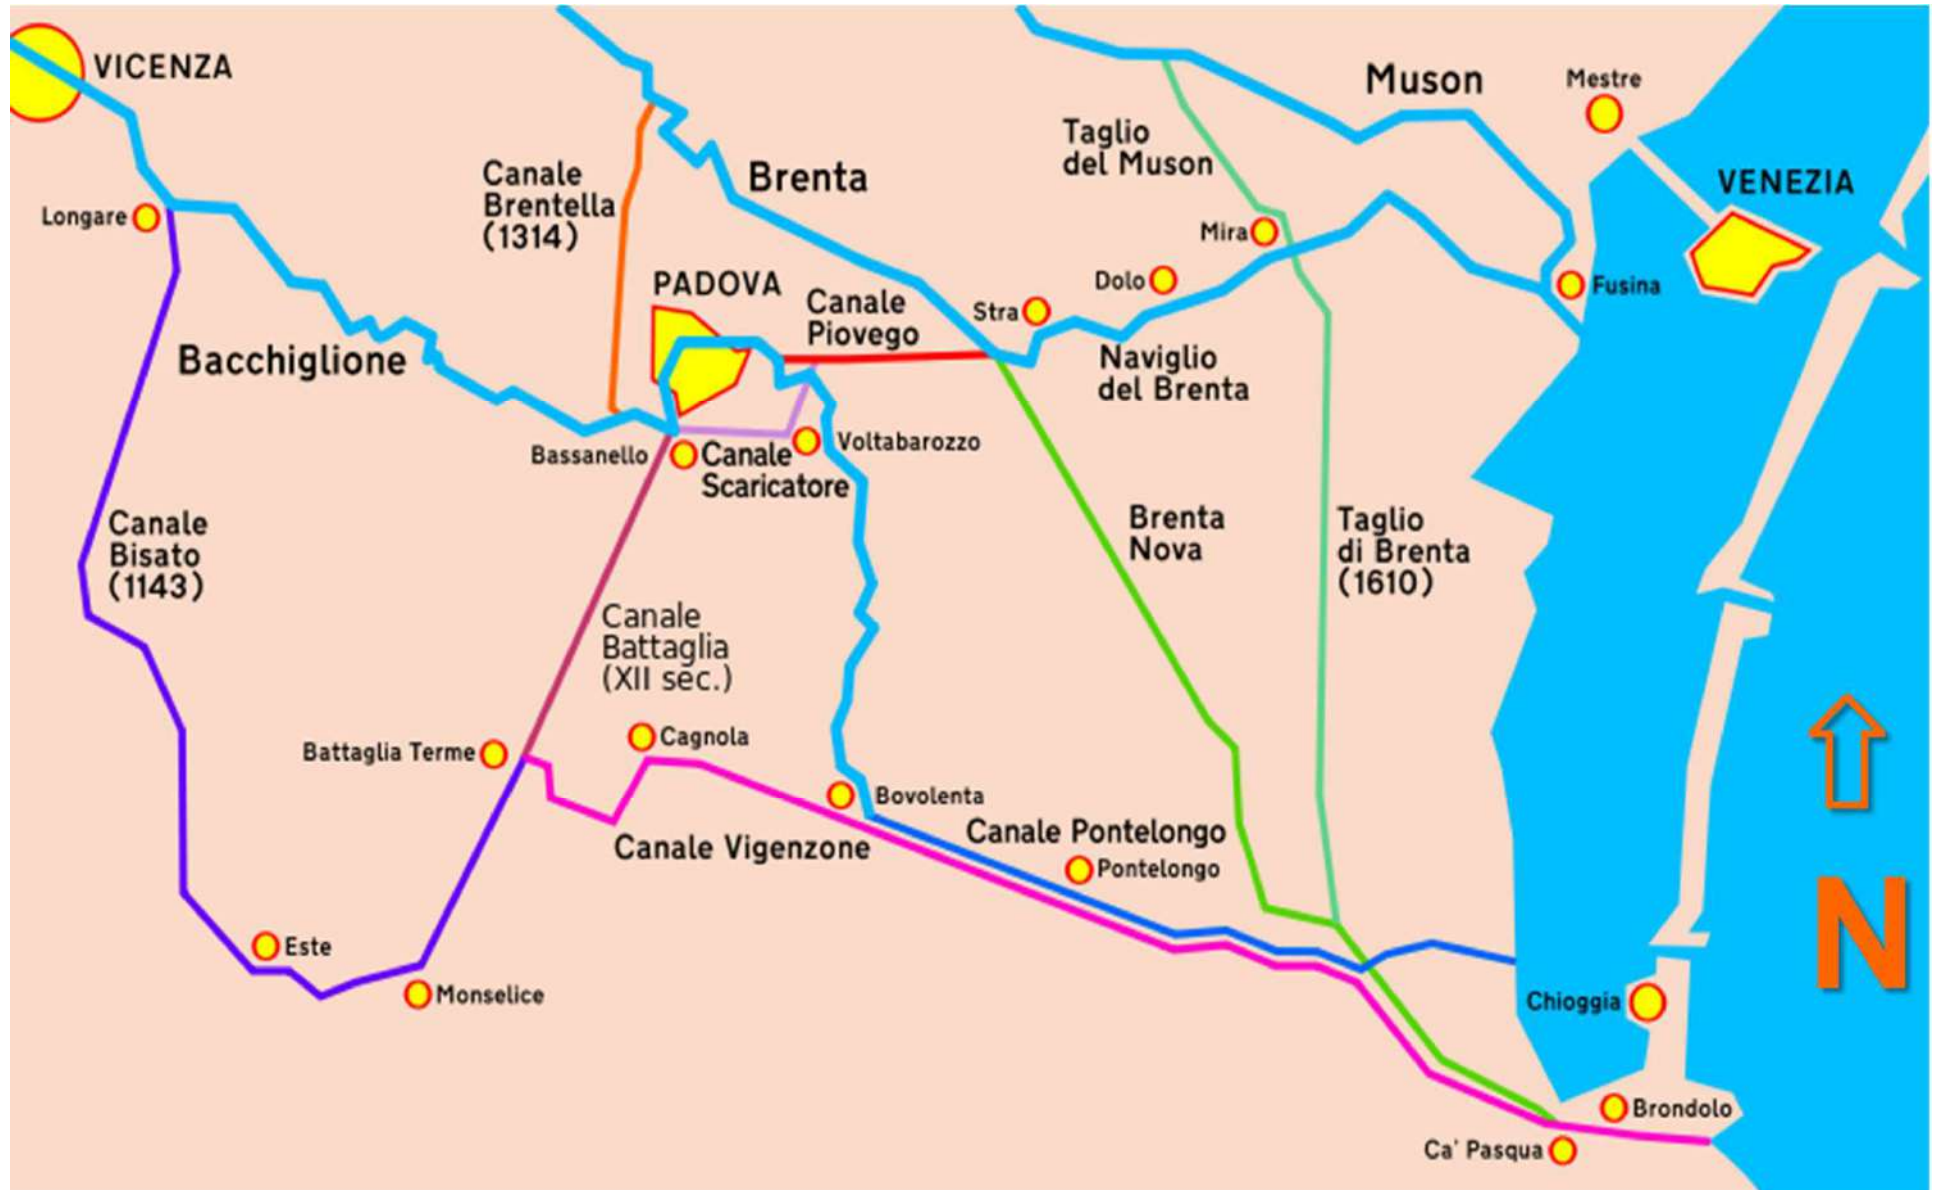 VICENZA
Muson
Mestre
Taglio
del Muson
Canale
Brentella
(1314)
Brenta
VENEZIA
Longare
Mira
PADOVA
Dolo
Fusina
Canale
Piovego
Stra
Bacchiglione
Naviglio
del Brenta
Bassanello
Canale
Scaricatore
Voltabarozzo
Canale
Bisato
(1143)
Brenta
Nova
Taglio
di Brenta
(1610)
Canale
Battaglia
(XII sec.)
Battaglia Terme
Cagnola
Bovolenta
Canale Vigenzone
Canale Pontelongo
Pontelongo
N
Este
Monselice
Chioggia
Brondolo
Ca' Pasqua